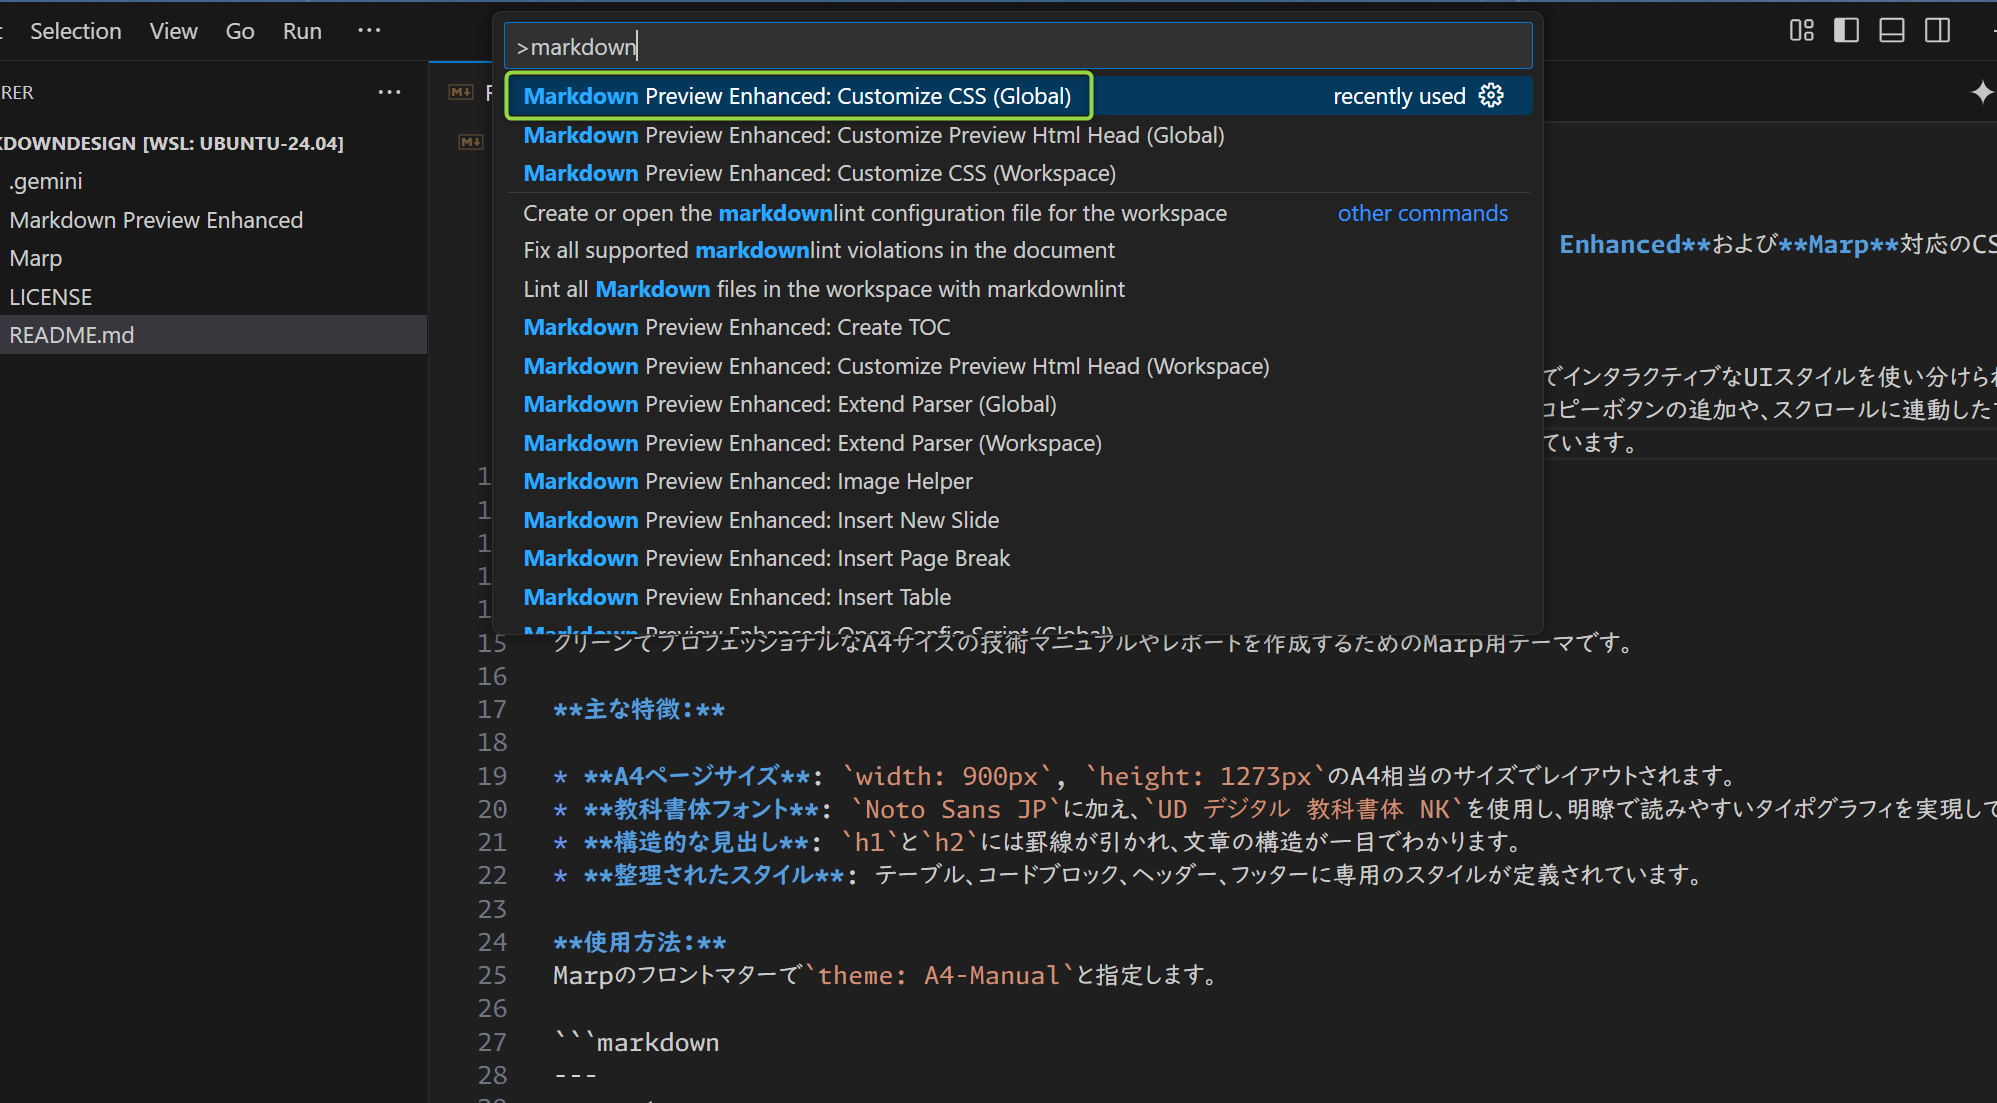 Selection View Go Run ···
>markdown
RER ···
Markdown Preview Enhanced: Customize CSS (Global) recently used
Markdown Preview Enhanced: Customize Preview Html Head (Global)
KDOWNDESIGN [WSL: UBUNTU-24.04]
Markdown Preview Enhanced: Customize CSS (Workspace)
.gemini
Create or open the markdownlint configuration file for the workspace other commands
Markdown Preview Enhanced
Enhanced**および**Marp**対応のCS
Fix all supported markdownlint violations in the document
Marp
Lint all Markdown files in the workspace with markdownlint
LICENSE
Markdown Preview Enhanced: Create TOC
README.md
Markdown Preview Enhanced: Customize Preview Html Head (Workspace)
でインタラクティブなUIスタイルを使い分けられ
Markdown Preview Enhanced: Extend Parser (Global)
コピーボタンの追加や、スクロールに連動した
Markdown Preview Enhanced: Extend Parser (Workspace)
ています。
Markdown Preview Enhanced: Image Helper
Markdown Preview Enhanced: Insert New Slide
Markdown Preview Enhanced: Insert Page Break
Markdown Preview Enhanced: Insert Table
Markdown Preview Enhanced: Open Config Script (Global)
15 クリーンでプロフェッショナルなA4サイズの技術マニュアルやレポートを作成するためのMarp用テーマです。
16
17 **主な特徴:**
18
19 * **A4ページサイズ**: `width: 900px`, `height: 1273px`のA4相当のサイズでレイアウトされます。
20 * **教科書体フォント**: `Noto Sans JP`に加え、`UD デジタル 教科書体 NK`を使用し、明瞭で読みやすいタイポグラフィを実現して
21 * **構造的な見出し**: `h1`と`h2`には罫線が引かれ、文章の構造が一目でわかります。
22 * **整理されたスタイル**: テーブル、コードブロック、ヘッダー、フッターに専用のスタイルが定義されています。
23
24 **使用方法:**
25 Marpのフロントマターで`theme: A4-Manual`と指定します。
26
27 ```markdown
28 ---